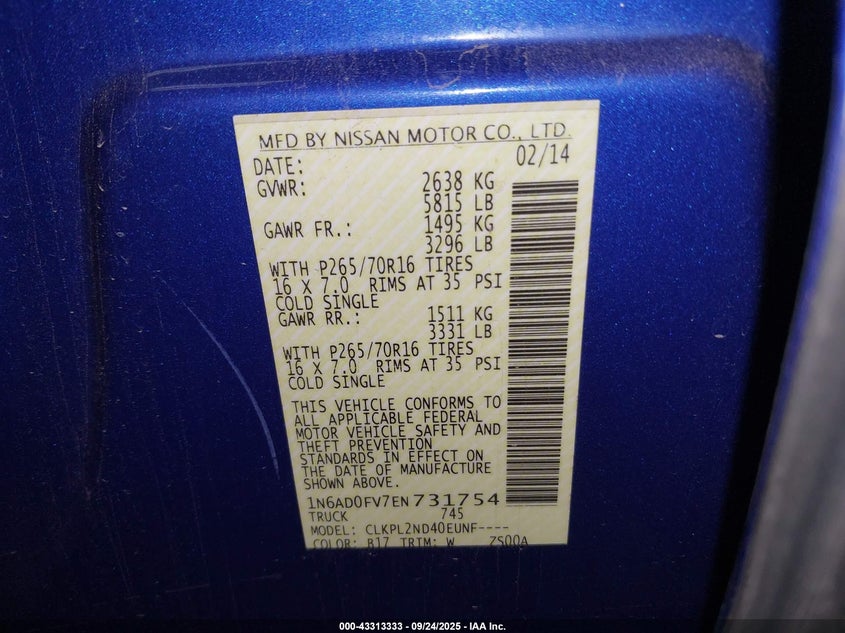 MFD BY NISSAN MOTOR CO., LTD.
DATE: 02/14
GVWR: 2638 KG
5815 LB
GAWR FR.: 1495 KG
3296 LB
WITH P265/70R16 TIRES
16 X 7.0 RIMS AT 35 PSI
COLD SINGLE
GAWR RR.: 1511 KG
3331 LB
WITH P265/70R16 TIRES
16 X 7.0 RIMS AT 35 PSI
COLD SINGLE
THIS VEHICLE CONFORMS TO
ALL APPLICABLE FEDERAL
MOTOR VEHICLE SAFETY AND
THEFT PREVENTION
STANDARDS IN EFFECT ON
THE DATE OF MANUFACTURE
SHOWN ABOVE.
1N6AD0FV7EN731754
TRUCK 745
MODEL: CLKPL2ND40EUNF----
COLOR: B17 TRIM: W ZS00A
000-43313333 - 09/24/2025 - IAA Inc.